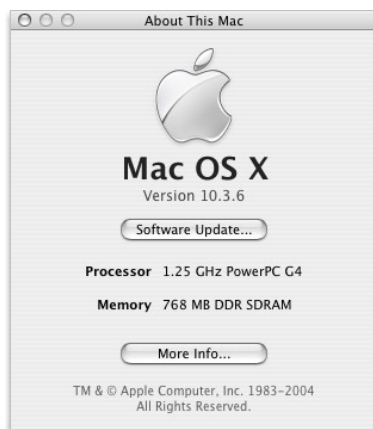 About This Mac
Mac OS X
Version 10.3.6
Software Update...
Processor 1.25 GHz PowerPC G4
Memory 768 MB DDR SDRAM
More Info...
TM & © Apple Computer, Inc. 1983-2004
All Rights Reserved.